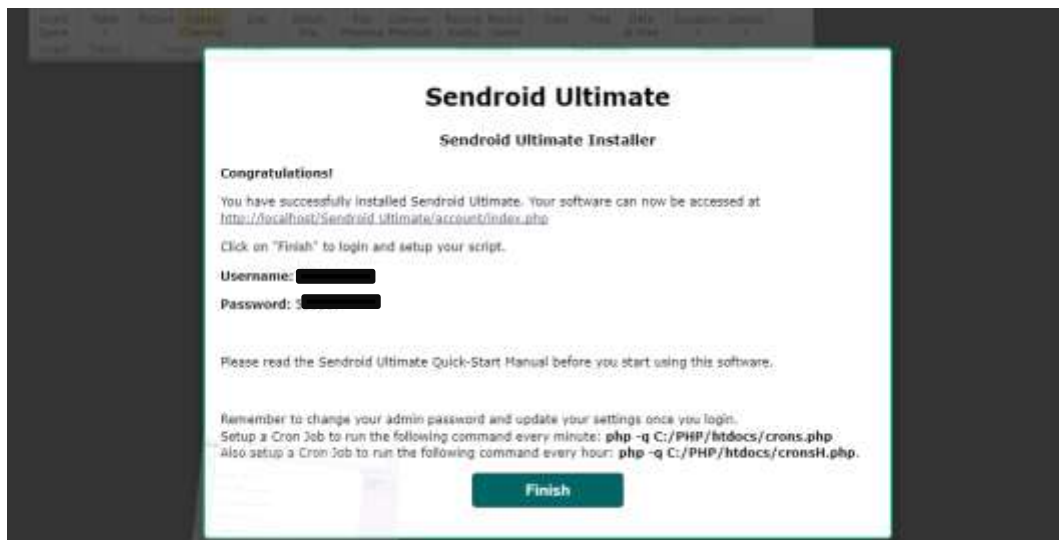 Sendroid Ultimate
Sendroid Ultimate Installer
Congratulations!
You have successfully installed Sendroid Ultimate. Your software can now be accessed at
http://localhost/Sendroid Ultimate/account/index.php
Click on "Finish" to login and setup your script.
Username:
Password:
Please read the Sendroid Ultimate Quick-Start Manual before you start using this software.
Remember to change your admin password and update your settings once you login.
Setup a Cron Job to run the following command every minute: php -q C:/PHP/htdocs/crons.php
Also setup a Cron Job to run the following command every hour: php -q C:/PHP/htdocs/cronsH.php.
Finish